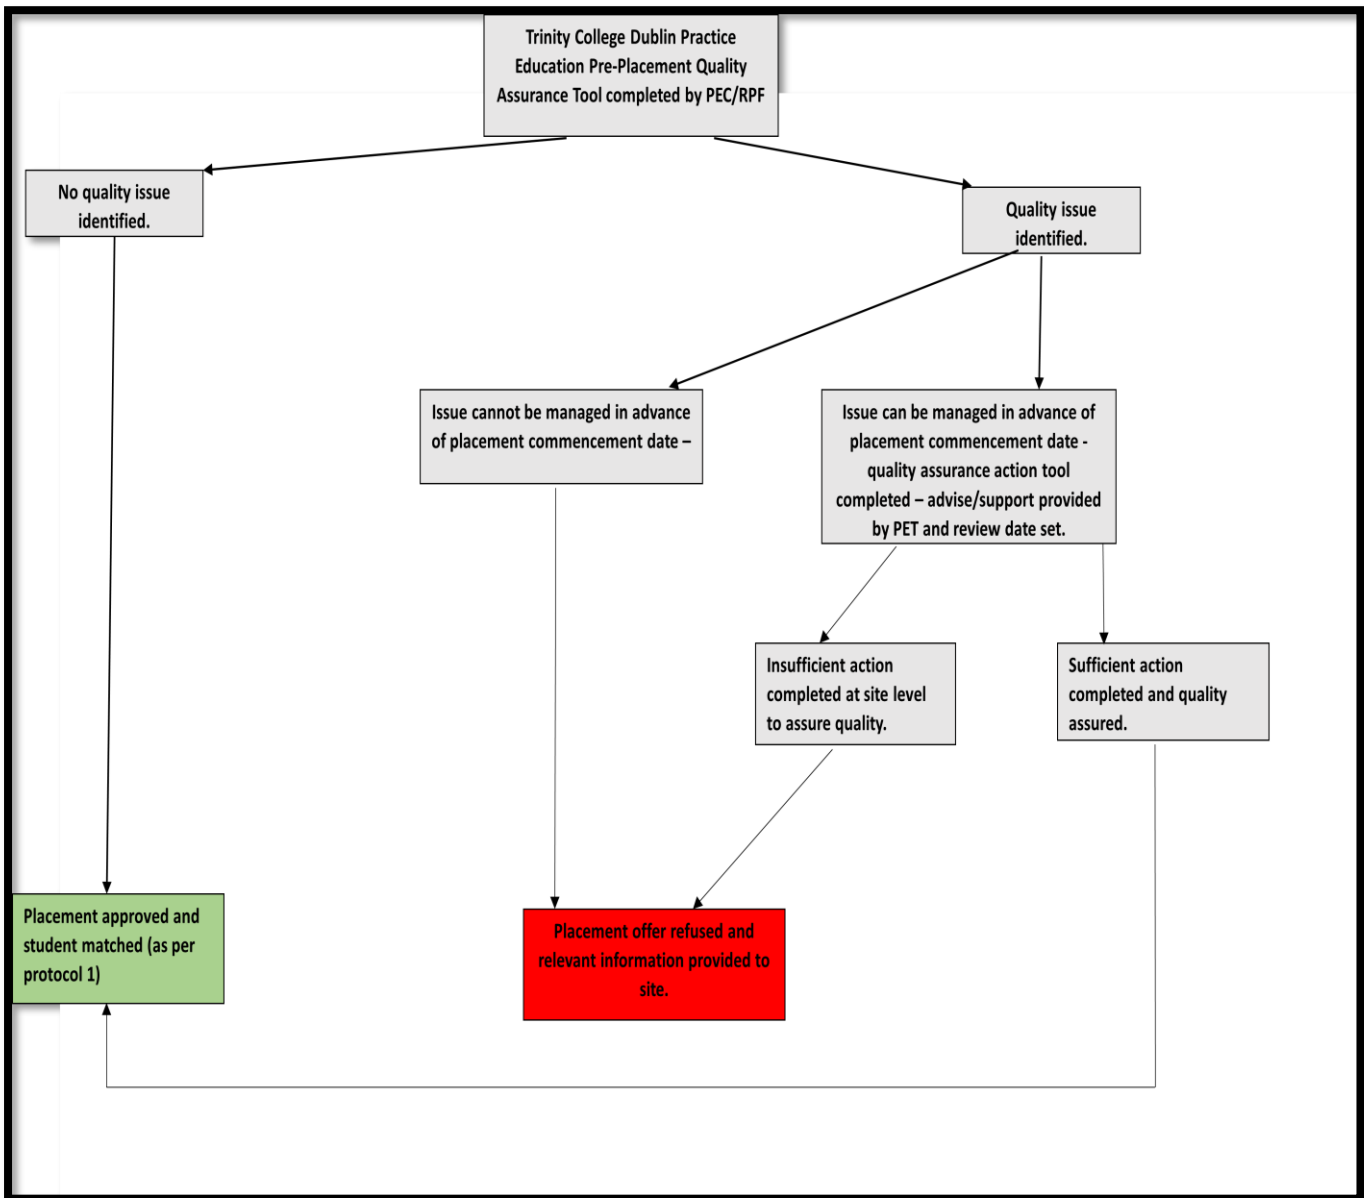 Trinity College Dublin Practice
Education Pre-Placement Quality
Assurance Tool completed by PEC/RPF
No quality issue
identified.
Quality issue
identified.
Issue cannot be managed in advance
of placement commencement date –
Issue can be managed in advance of
placement commencement date -
quality assurance action tool
completed – advise/support provided
by PET and review date set.
Insufficient action
completed at site level
to assure quality.
Sufficient action
completed and quality
assured.
Placement approved and
student matched (as per
protocol 1)
Placement offer refused and
relevant information provided to
site.